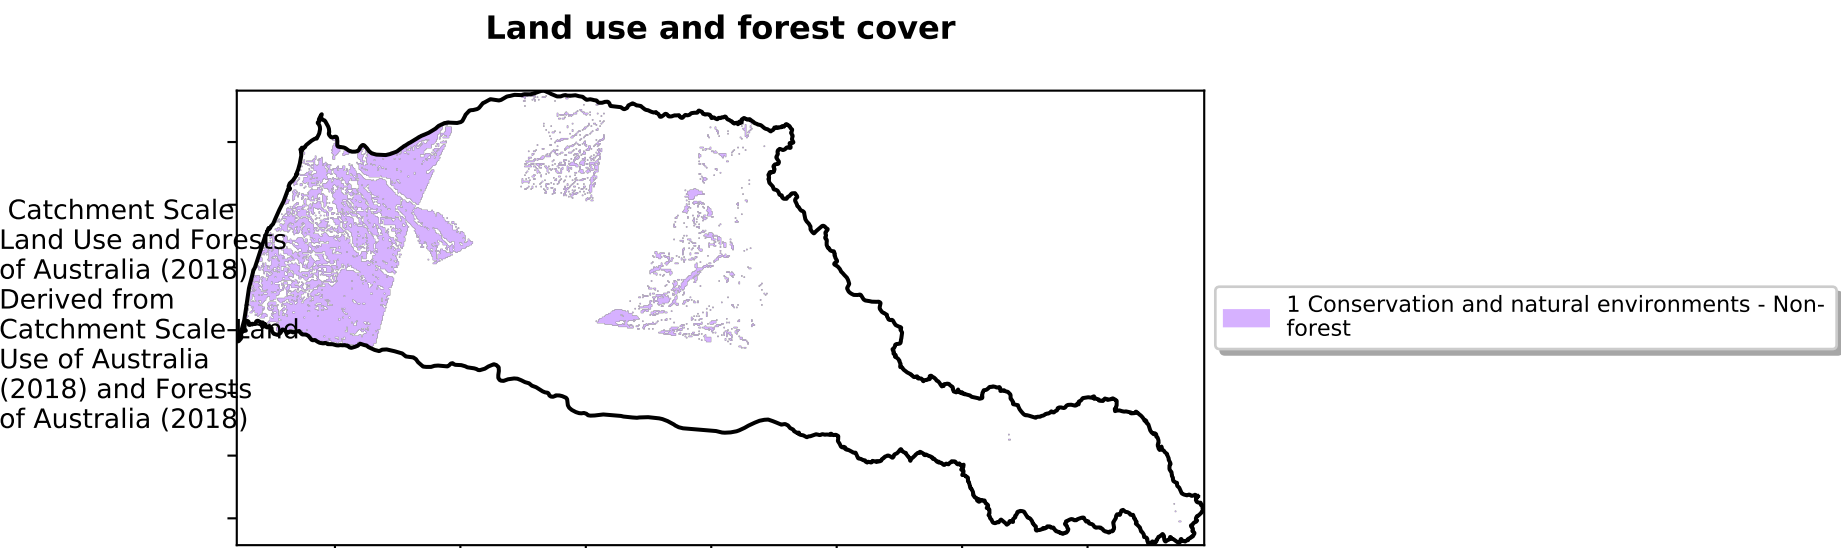 Land use and forest cover
Catchment Scale
Land Use and Forests
of Australia (2018)
Derived from
Catchment Scale Land
Use of Australia
(2018) and Forests
of Australia (2018)
1 Conservation and natural environments - Non-
forest